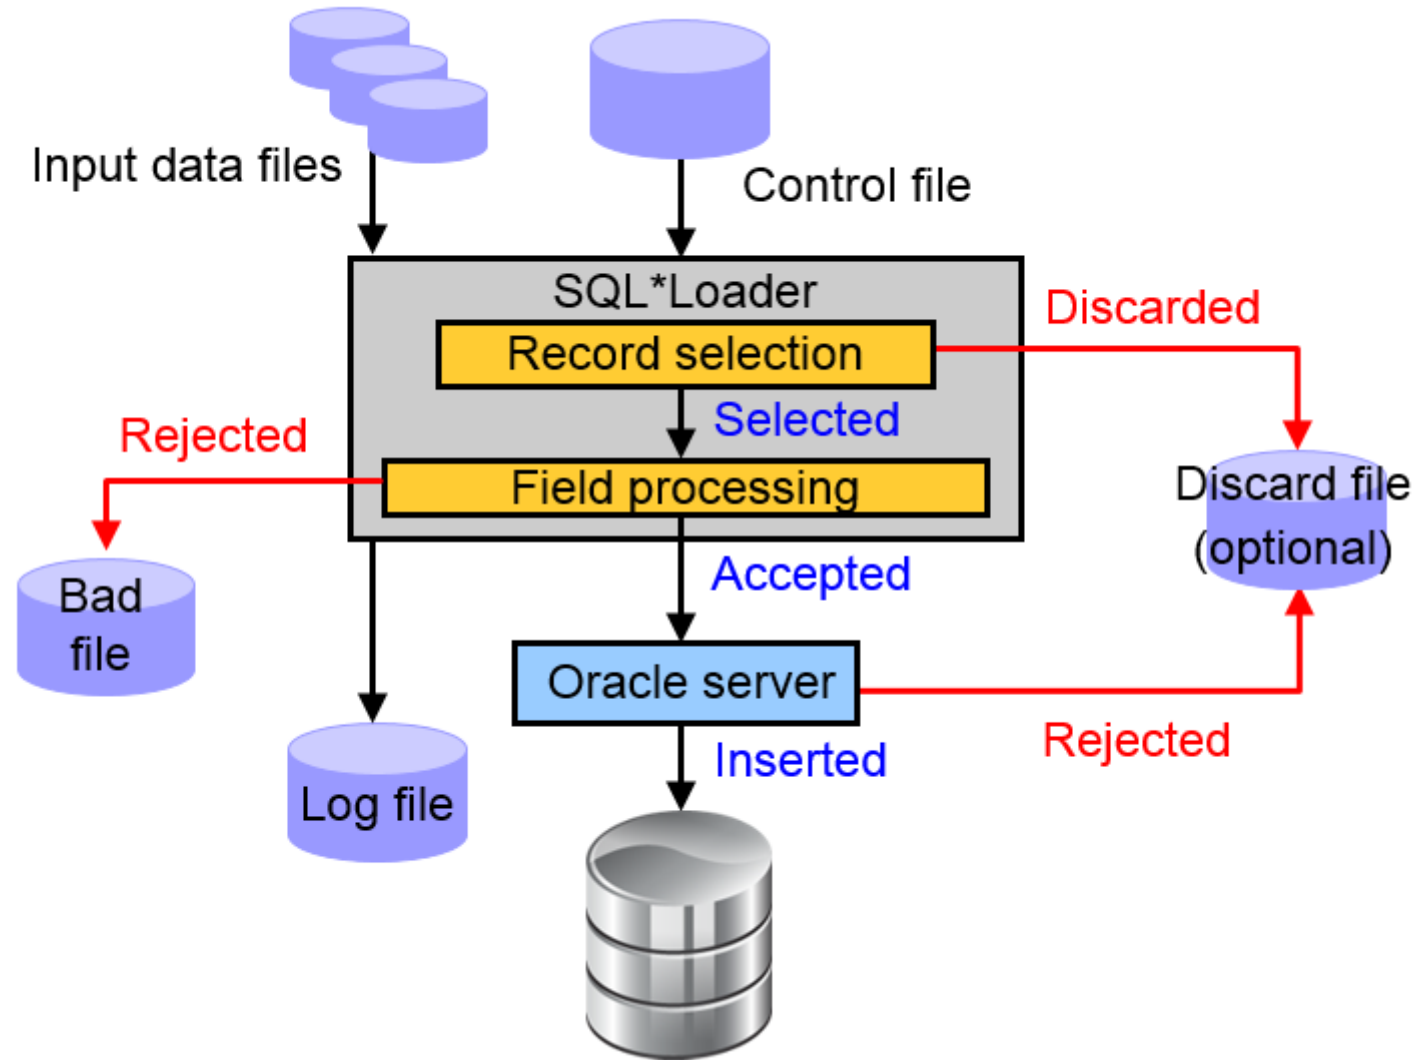 Input data files
Control file
SQL*Loader
Discarded
Record selection
Selected
Rejected
Field processing
Discard file
(optional)
Accepted
Bad
file
Oracle server
Rejected
Inserted
Log file